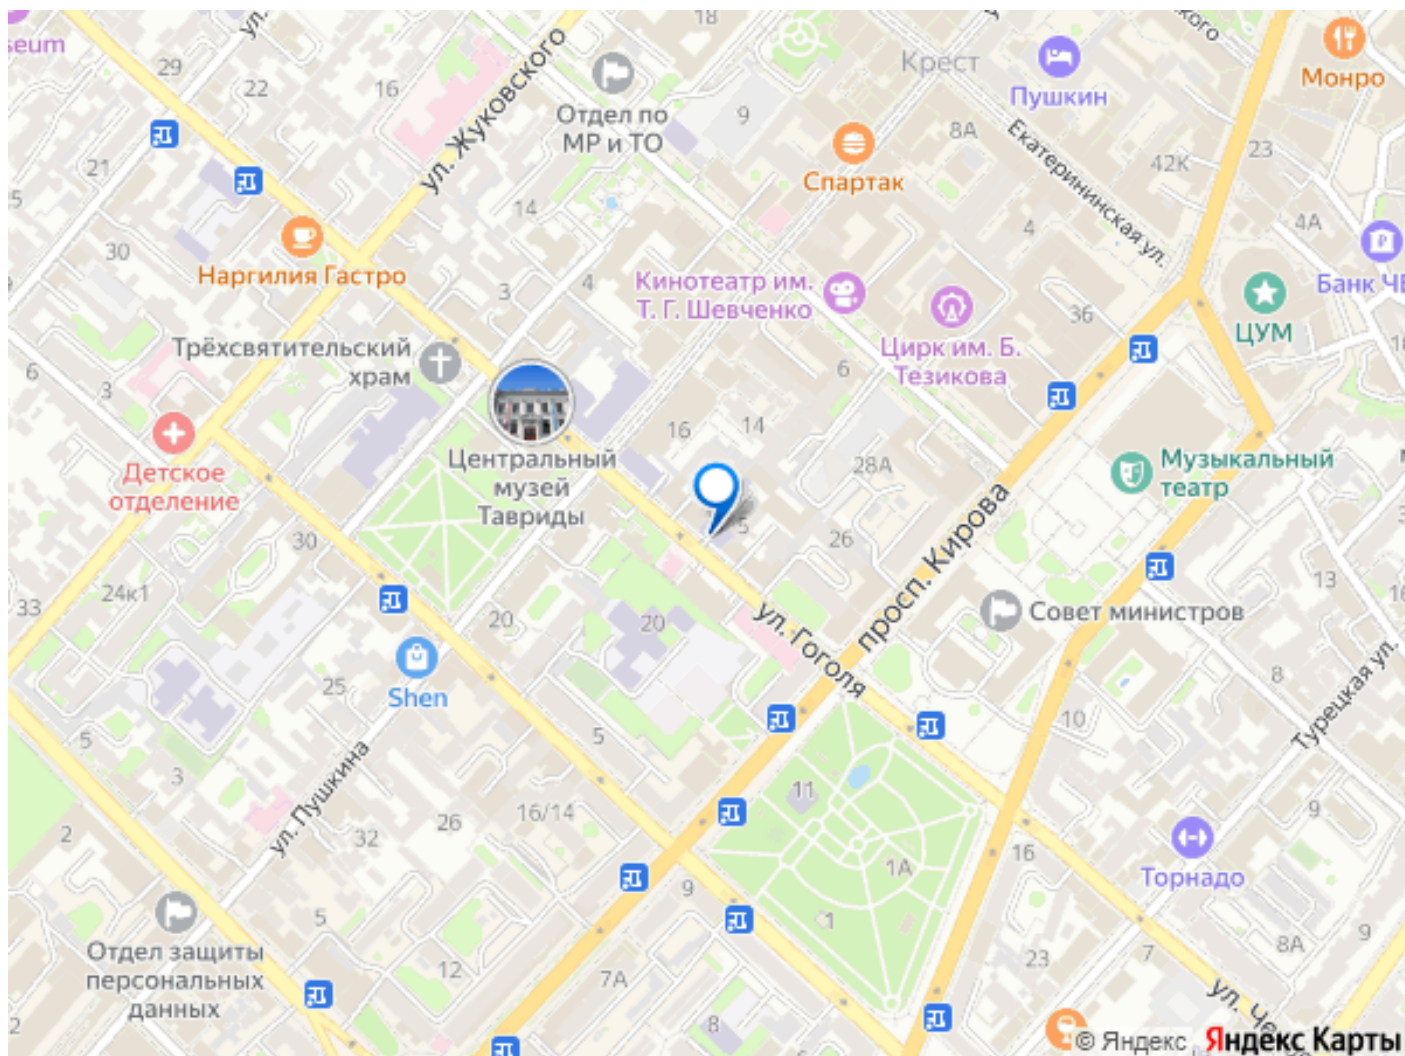 seum
ул.
29
22
16
21
5
ул. Жуковского
18
Отдел по
МР и ТО
9
Крест
Пушкин
Монро
8А
Екатерининская ул.
42К
23
Спартак
14
30
Наргилия Гастро
3
4
4
4А
Банк ЧЕ
Кинотеатр им.
Т. Г. Шевченко
Цирк им. Б.
Тезикова
36
ЦУМ
Трёхсвятительский
храм
6
3
6
16
14
28А
Музыкальный
театр
Детское
отделение
Центральный
музей
Тавриды
5
26
просп. Кирова
30
24к1
33
20
20
ул. Гоголя
Совет министров
13
16
8
Турецкая ул.
Shen
25
5
3
5
10
ул. Пушкина
11
16/14
26
32
2
1А
16
9
Торнадо
9
1
5
Отдел защиты
персональных
данных
12
7А
23
7
8А
9
2
8
ул. Че
© Яндекс
Яндекс Карты